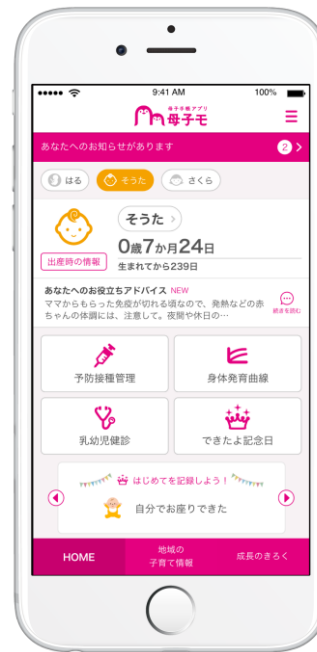 9:41 AM
100%
母子手帳アプリ
母子モ
あなたへのお知らせがあります
2
はる
そうた
さくら
そうた
0歳7か月24日
出産時の情報
生まれてから239日
あなたへのお役立ちアドバイス NEW
ママからもらった免疫が切れる頃なので、発熱などの赤
ちゃんの体調には、注意して。夜間や休日の…
続きを読む
予防接種管理
身体発育曲線
乳幼児健診
できたよ記念日
はじめてを記録しよう!
自分でお座りできた
HOME
地域の
子育て情報
成長のきろく